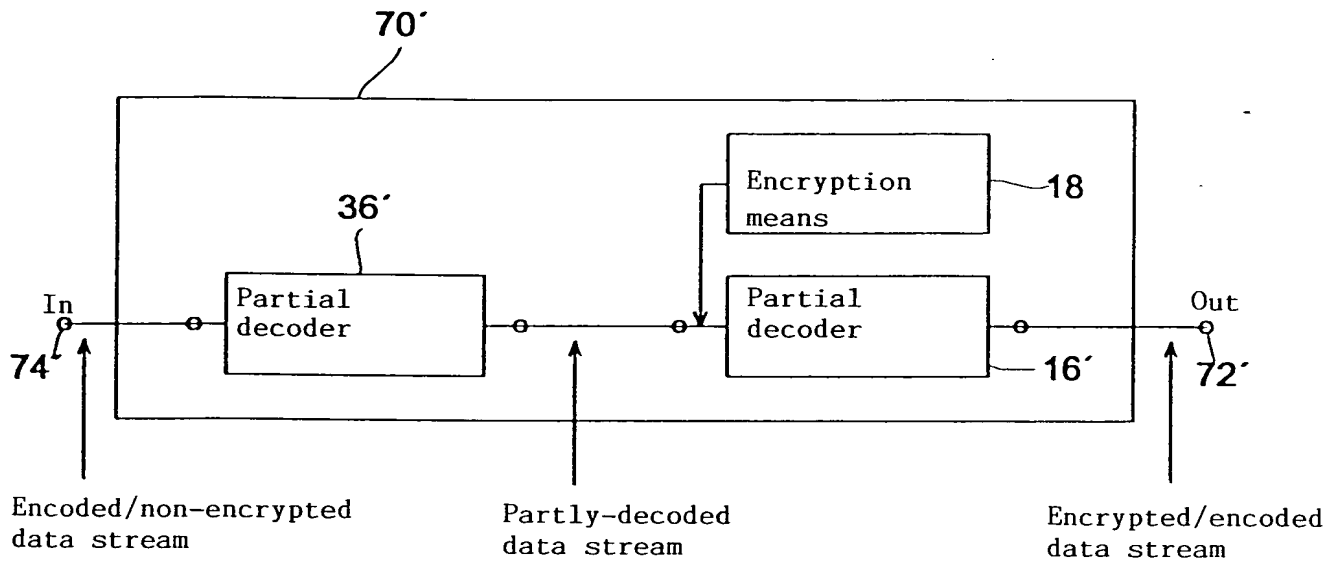 70´
Encryption
means
18
36´
In
Partial
decoder
Partial
decoder
Out
74´
16´
72´
Encoded/non-encrypted
data stream
Partly-decoded
data stream
Encrypted/encoded
data stream